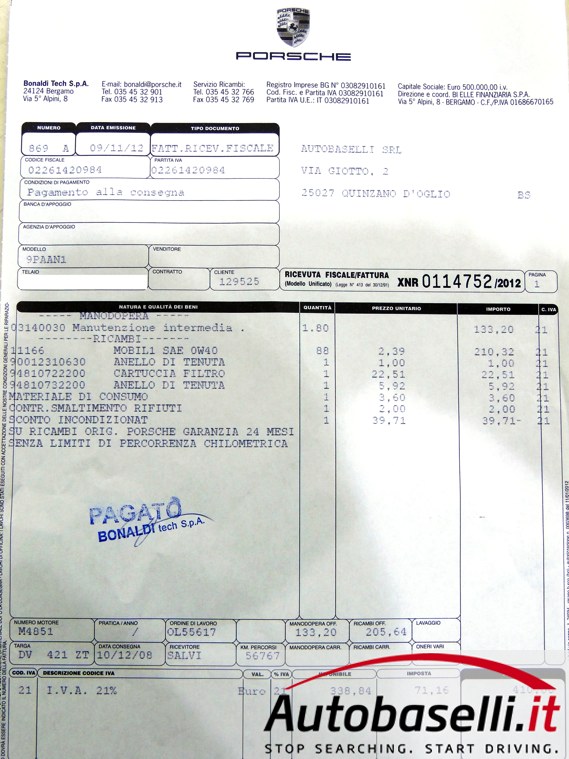 PORSCHE
Bonaldi Tech S.p.A.
24124 Bergamo
Via 5° Alpini, 8
E-mail: bonaldi@porsche.it
Tel. 035 45 32 901
Fax 035 45 32 913
Servizio Ricambi:
Tel. 035 45 32 766
Fax 035 45 32 769
Registro Imprese BG N° 03082910161
Cod. Fisc. e Partita IVA 03082910161
Partita IVA U.E.: IT 03082910161
Capitale Sociale: Euro 500.000,00 i.v.
Direzione e coord. BI ELLE FINANZIARIA S.P.A.
Via 5° Alpini, 8 - BERGAMO - C.F./P.IVA 01686670165
NUMERO DATA EMISSIONE TIPO DOCUMENTO
869 A 09/11/12 FATT.RICEV.FISCALE
CODICE FISCALE PARTITA IVA
02261420984 02261420984
CONDIZIONI DI PAGAMENTO
Pagamento alla consegna
BANCA D'APPOGGIO
AGENZIA D'APPOGGIO
MODELLO VENDITORE
9PAAN1
TELAIO CONTRATTO CLIENTE
129525
AUTOBASELLI SRL
VIA GIOTTO, 2
25027 QUINZANO D'OGLIO BS
RICEVUTA FISCALE/FATTURA
(Modello Unificato)
XNR 0114752/2012
PAGINA
1
NATURA E QUALITÀ DEI BENI QUANTITÀ PREZZO UNITARIO IMPORTO C. IVA
----- MANODOPERA -----
03140030 Manutenzione intermedia . 1.80 133,20 21
--------RICAMBI-------
11166 MOBIL1 SAE 0W40 88 2,39 210,32 21
90012310630 ANELLO DI TENUTA 1 1,00 1,00 21
94810722200 CARTUCCIA FILTRO 1 22,51 22,51 21
94810732200 ANELLO DI TENUTA 1 5,92 5,92 21
MATERIALE DI CONSUMO 1 3,60 3,60 21
CONTR.SMALTIMENTO RIFIUTI 1 2,00 2,00 21
SCONTO INCONDIZIONAT 1 39,71 39,71- 21
SU RICAMBI ORIG. PORSCHE GARANZIA 24 MESI
SENZA LIMITI DI PERCORRENZA CHILOMETRICA
PAGATO
BONALDI tech S.p.A.
NUMERO MOTORE PRATICA / ANNO ORDINE DI LAVORO MANODOPERA OFF. RICAMBI OFF. LAVAGGIO
M4851 / OL55617 133,20 205,64
TARGA DATA CONSEGNA RICEVITORE KM. PERCORSI MANODOPERA CARR. RICAMBI CARR. ONERI VARI
DV 421 ZT 10/12/08 SALVI 56767
COD. IVA DESCRIZIONE CODICE IVA VAL. % IVA IMPONIBILE IMPOSTA
21 I.V.A. 21% Euro 21 338,84 71,16
Autobaselli.it
STOP SEARCHING. START DRIVING.